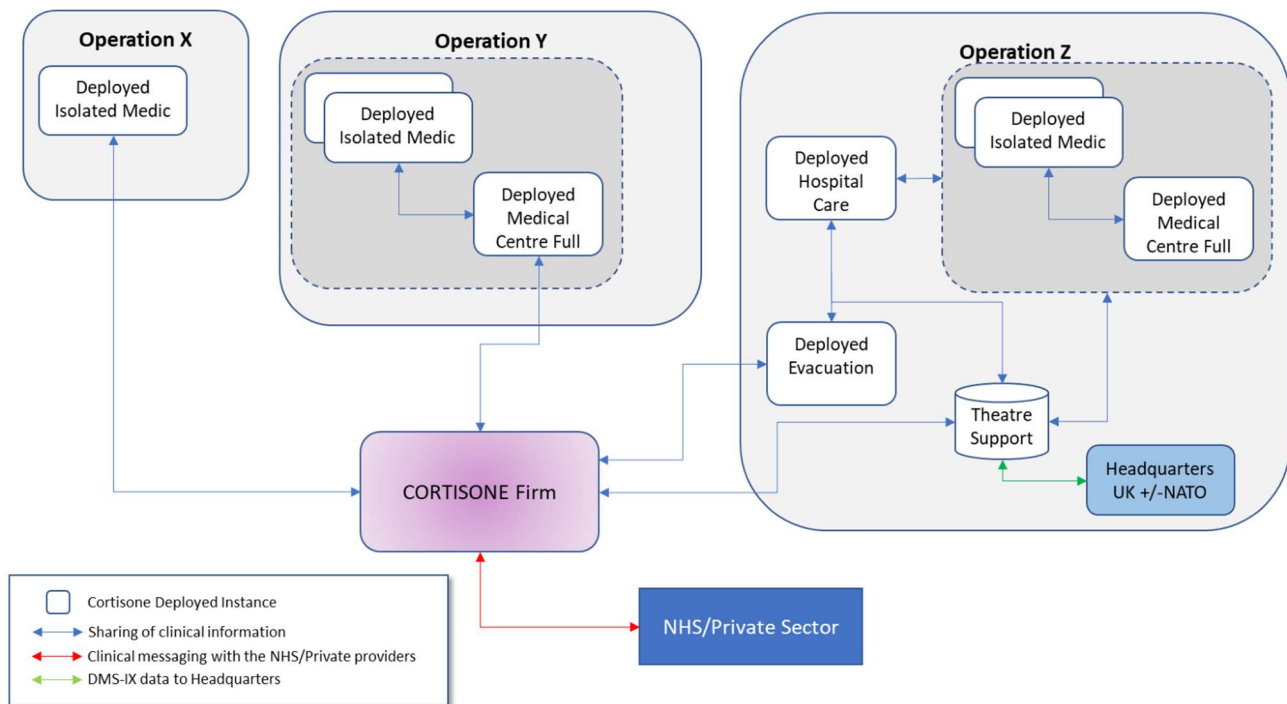 Operation X
Deployed
Isolated Medic
Operation Y
Deployed
Isolated Medic
Deployed
Medical
Centre Full
Operation Z
Deployed
Isolated Medic
Deployed
Hospital
Care
Deployed
Medical
Centre Full
Deployed
Evacuation
Theatre
Support
Headquarters
UK +/-NATO
CORTISONE Firm
NHS/Private Sector
Cortisone Deployed Instance
Sharing of clinical information
Clinical messaging with the NHS/Private providers
DMS-IX data to Headquarters